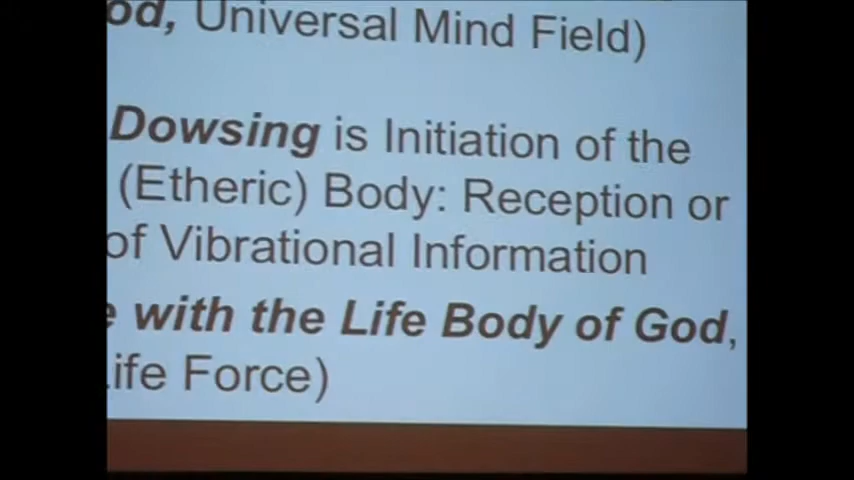 od, Universal Mind Field)
Dowsing is Initiation of the
(Etheric) Body: Reception or
of Vibrational Information
e with the Life Body of God,
ife Force)